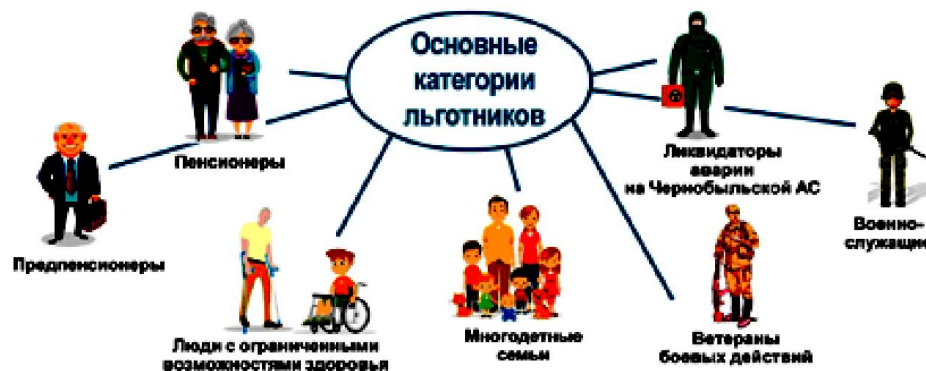 Основные
категории
льготников
Пенсионеры
Предпенсионеры
Люди с ограниченными
возможностями здоровья
Многодетные
семьи
Ветераны
боевых действий
Ликвидаторы
аварии
на Чернобыльской АС
Военно-
служащие